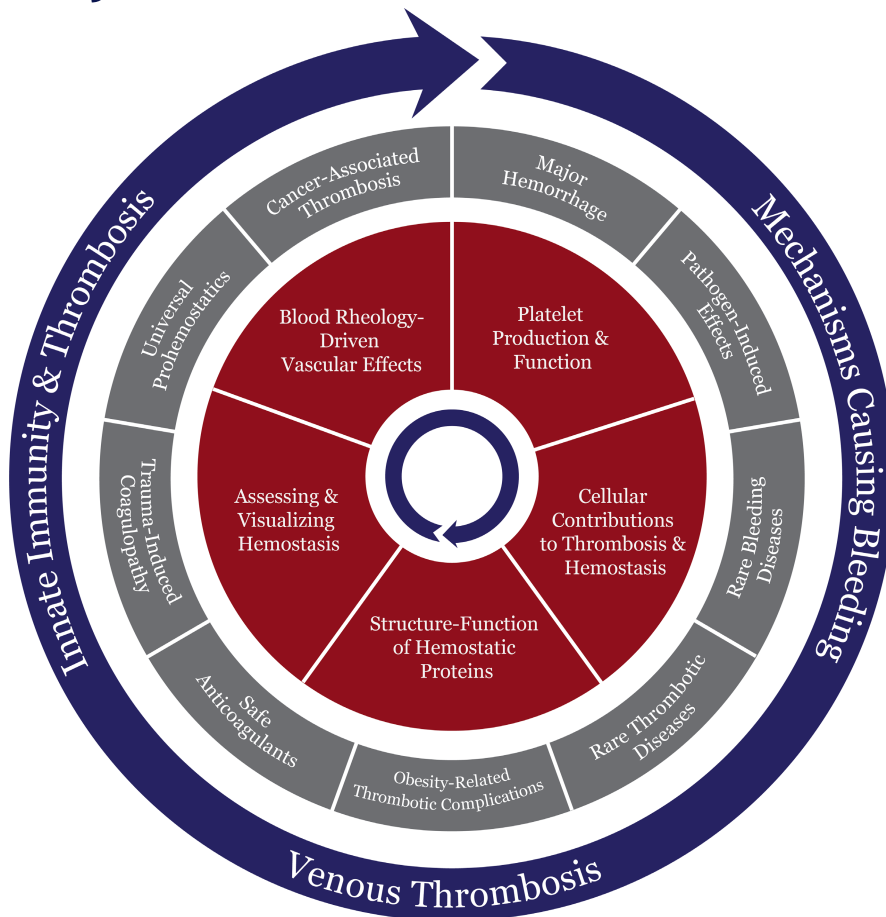 Innate Immunity & Thrombosis
Mechanisms Causing Bleeding
Venous Thrombosis
Cancer-Associated
Thrombosis
Major
Hemorrhage
Pathogen-Induced
Effects
Rare Bleeding
Diseases
Rare Thrombotic
Diseases
Obesity-Related
Thrombotic Complications
Safe
Anticoagulants
Trauma-Induced
Coagulopathy
Universal
Prohemostatics
Blood Rheology-
Driven
Vascular Effects
Platelet
Production &
Function
Cellular
Contributions
to Thrombosis &
Hemostasis
Structure-Function
of Hemostatic
Proteins
Assessing &
Visualizing
Hemostasis